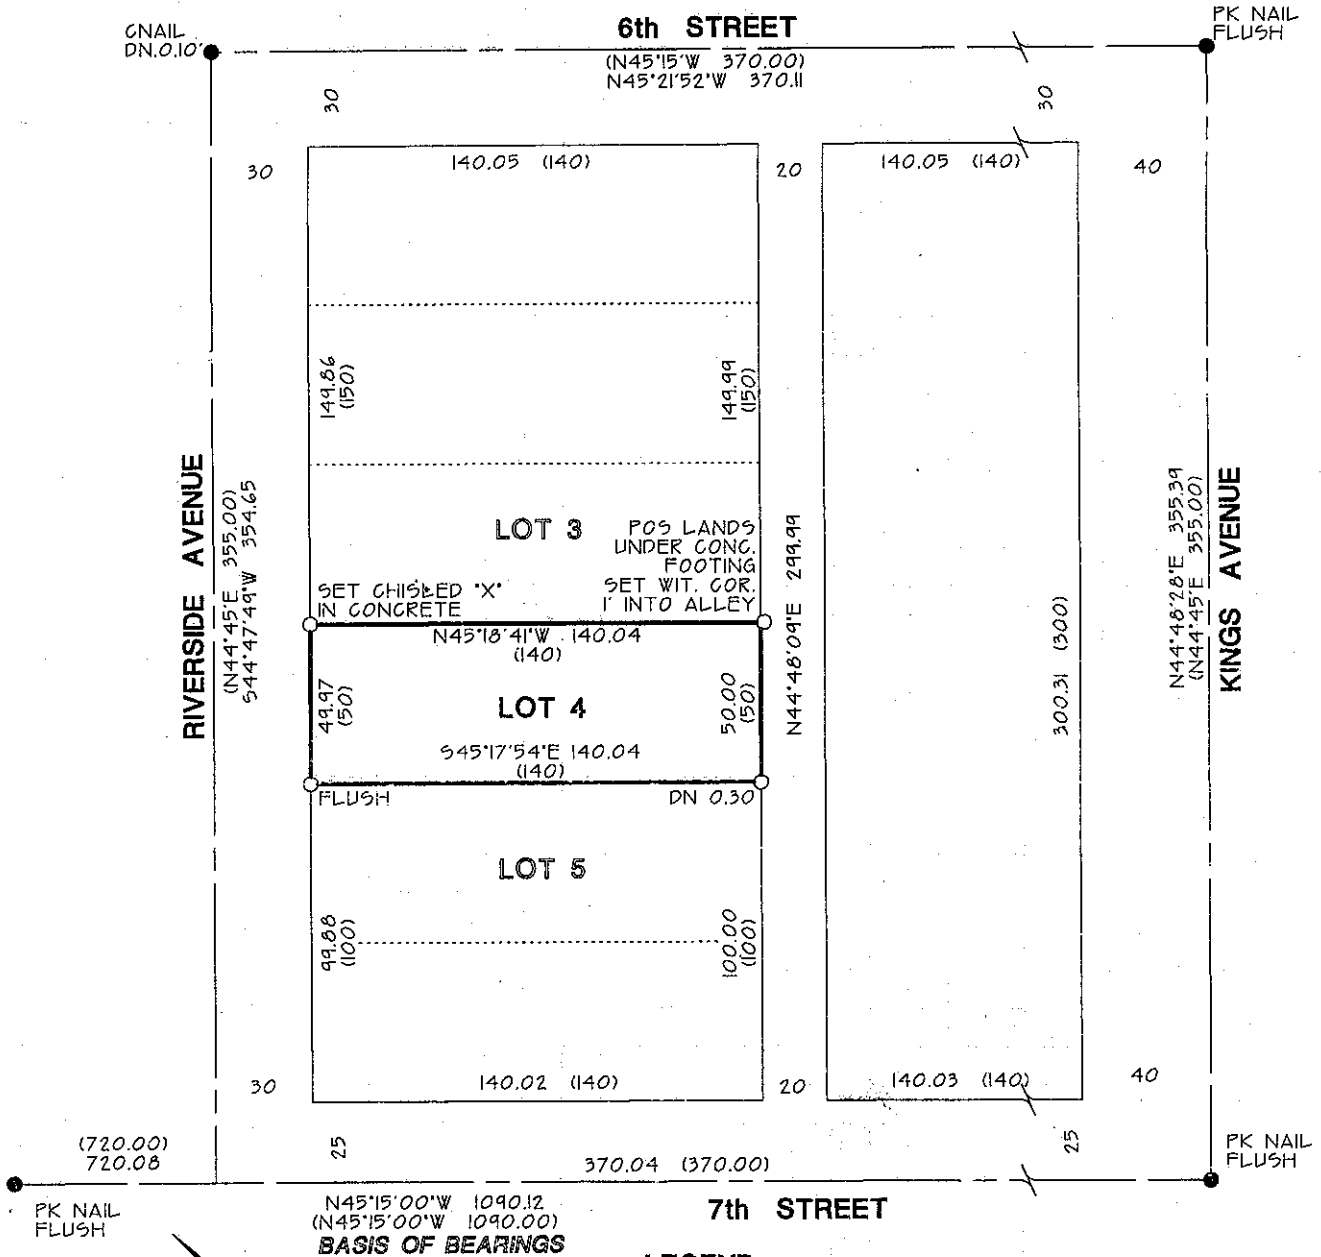 CNAIL
DN.0.10'
6th STREET
PK NAIL
FLUSH
(N45°15'W 370.00)
N45°21'52"W 370.11
30
30
30
140.05 (140)
20
140.05 (140)
40
149.86
(150)
149.99
(150)
RIVERSIDE AVENUE
(N44°45'E 355.00)
S44°47'49"W 354.65
LOT 3
POS LANDS
UNDER CONC.
FOOTING
SET WIT. COR.
1' INTO ALLEY
SET CHISLED "X"
IN CONCRETE
N44°48'09"E 299.99
N44°48'28"E 355.39
(N44°45'E 355.00)
KINGS AVENUE
N45°18'41"W 140.04
(140)
49.97
(50)
LOT 4
50.00
(50)
300.31 (300)
S45°17'54"E 140.04
(140)
FLUSH
DN 0.30
LOT 5
99.88
(100)
100.00
(100)
30
140.02 (140)
20
140.03 (140)
40
(720.00)
720.08
25
370.04 (370.00)
25
PK NAIL
FLUSH
PK NAIL
FLUSH
N45°15'00"W 1090.12
(N45°15'00"W 1090.00)
BASIS OF BEARINGS
7th STREET
LEGEND